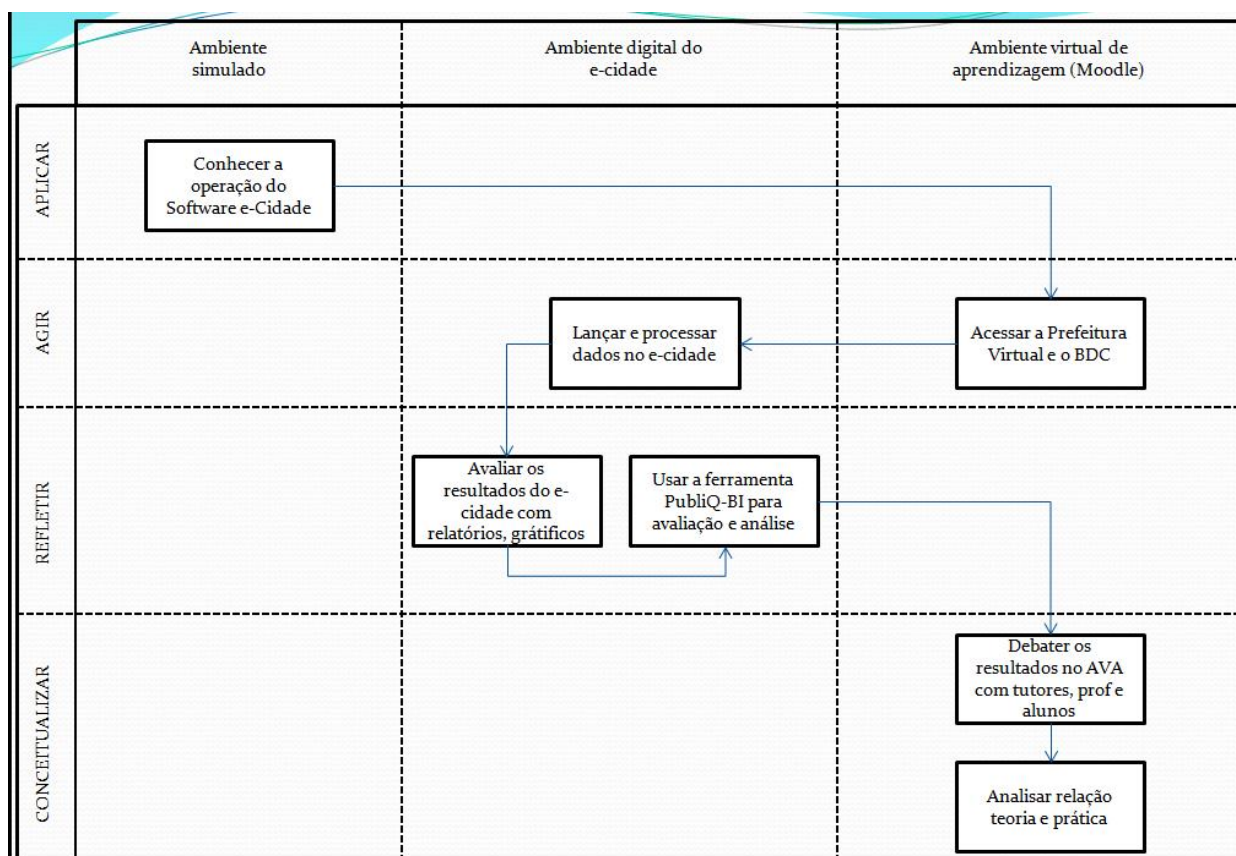 Ambiente
simulado
Ambiente digital do
e-cidade
Ambiente virtual de
aprendizagem (Moodle)
APLICAR
Conhecer a
operação do
Software e-Cidade
AGIR
Lançar e processar
dados no e-cidade
Acessar a Prefeitura
Virtual e o BDC
REFLETIR
Avaliar os
resultados do e-
cidade com
relatórios, grátificos
Usar a ferramenta
PubliQ-BI para
avaliação e análise
CONCEITUALIZAR
Debater os
resultados no AVA
com tutores, prof e
alunos
Analisar relação
teoria e prática